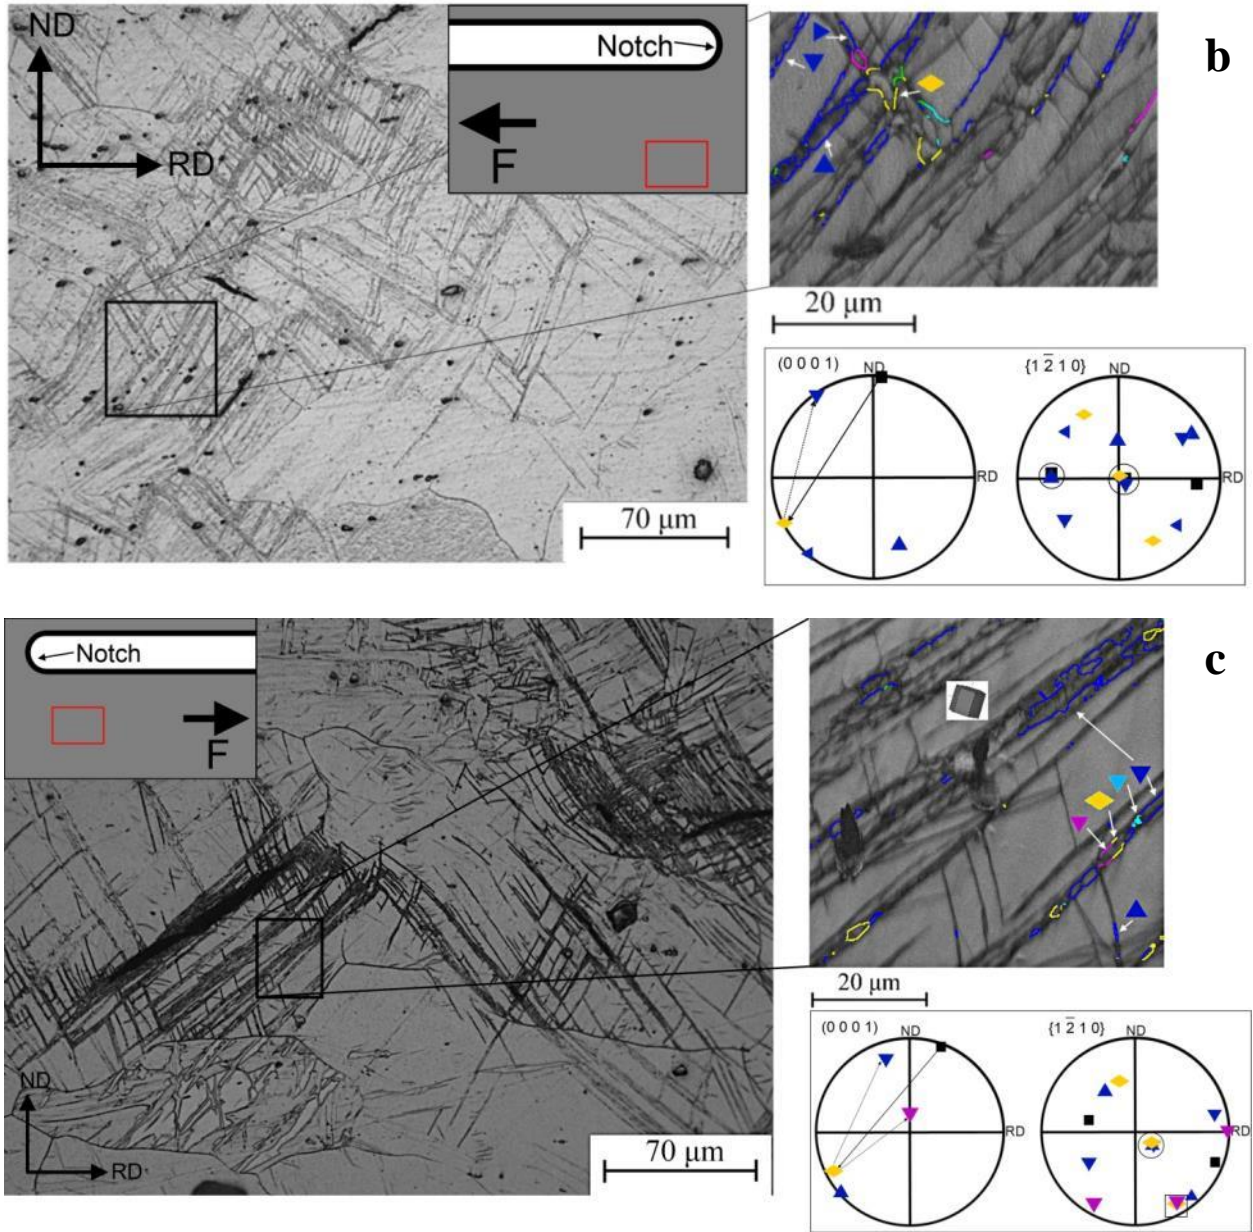 ND
RD
Notch
F
b
20 μm
(0 0 0 1)
ND
RD
{1 2̅ 1 0}
ND
RD
70 μm
Notch
F
c
20 μm
(0 0 0 1)
ND
RD
{1 2̅ 1 0}
ND
RD
ND
RD
70 μm